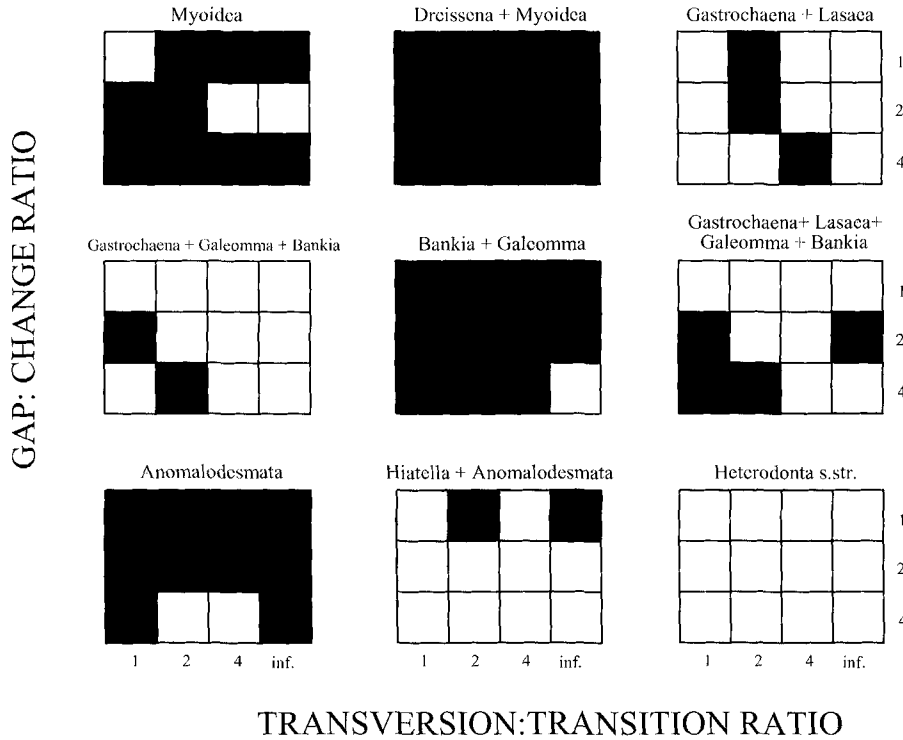 Myoidea
Dreissena + Myoidea
Gastrochaena + Lasaea
1
2
4
GAP: CHANGE RATIO
Gastrochaena + Galeomma + Bankia
Bankia + Galeomma
Gastrochaena+ Lasaea+
Galeomma + Bankia
1
2
4
Anomalodesmata
Hiatella + Anomalodesmata
Heterodonta s.str.
1
2
4
1 2 4 inf.
1 2 4 inf.
1 2 4 inf.
TRANSVERSION:TRANSITION RATIO